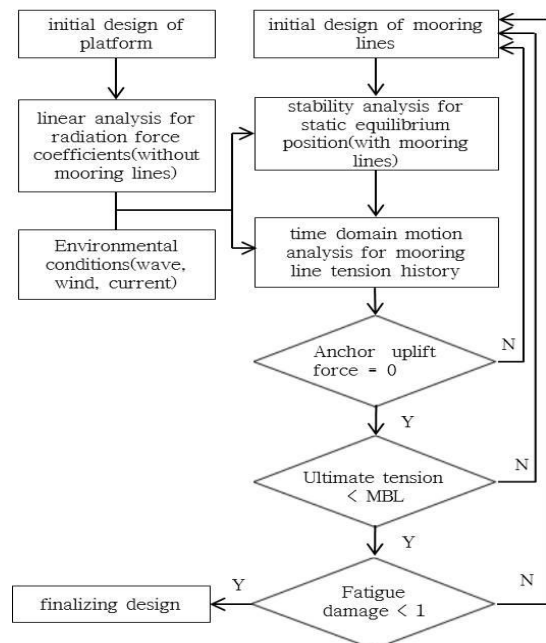 initial design of
platform
initial design of mooring
lines
linear analysis for
radiation force
coefficients(without
mooring lines)
stability analysis for
static equilibrium
position(with mooring
lines)
Environmental
conditions(wave,
wind, current)
time domain motion
analysis for mooring
line tension history
Anchor uplift
force = 0
N
Y
Ultimate tension
< MBL
N
Y
Fatigue
damage < 1
Y
N
finalizing design